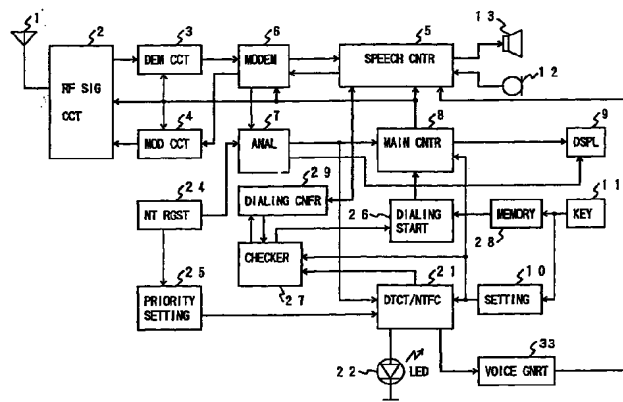 1
2
RF SIG
CCT
3
DEM CCT
6
MODEM
5
SPEECH CNTR
13
12
4
MOD CCT
7
ANAL
8
MAIN CNTR
9
DSPL
24
NT RGST
29
DIALING CNFR
26
DIALING
START
28
MEMORY
11
KEY
25
PRIORITY
SETTING
CHECKER
27
21
DTCT/NTFC
10
SETTING
22
LED
33
VOICE GNRT